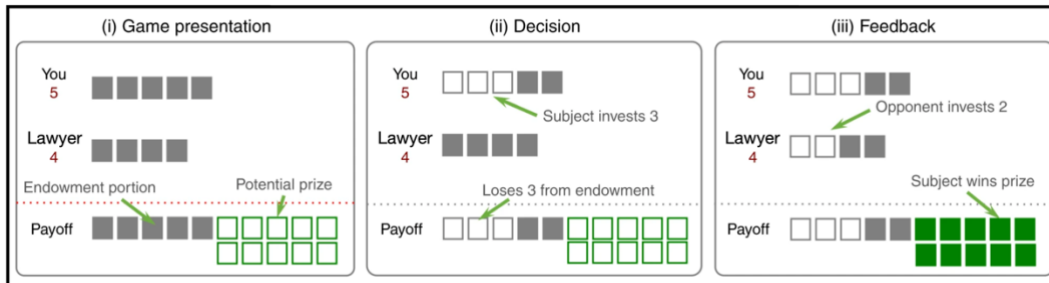 (i) Game presentation
You
5
Lawyer
4
Endowment portion
Potential prize
Payoff
(ii) Decision
You
5
Subject invests 3
Lawyer
4
Loses 3 from endowment
Payoff
(iii) Feedback
You
5
Opponent invests 2
Lawyer
4
Subject wins prize
Payoff